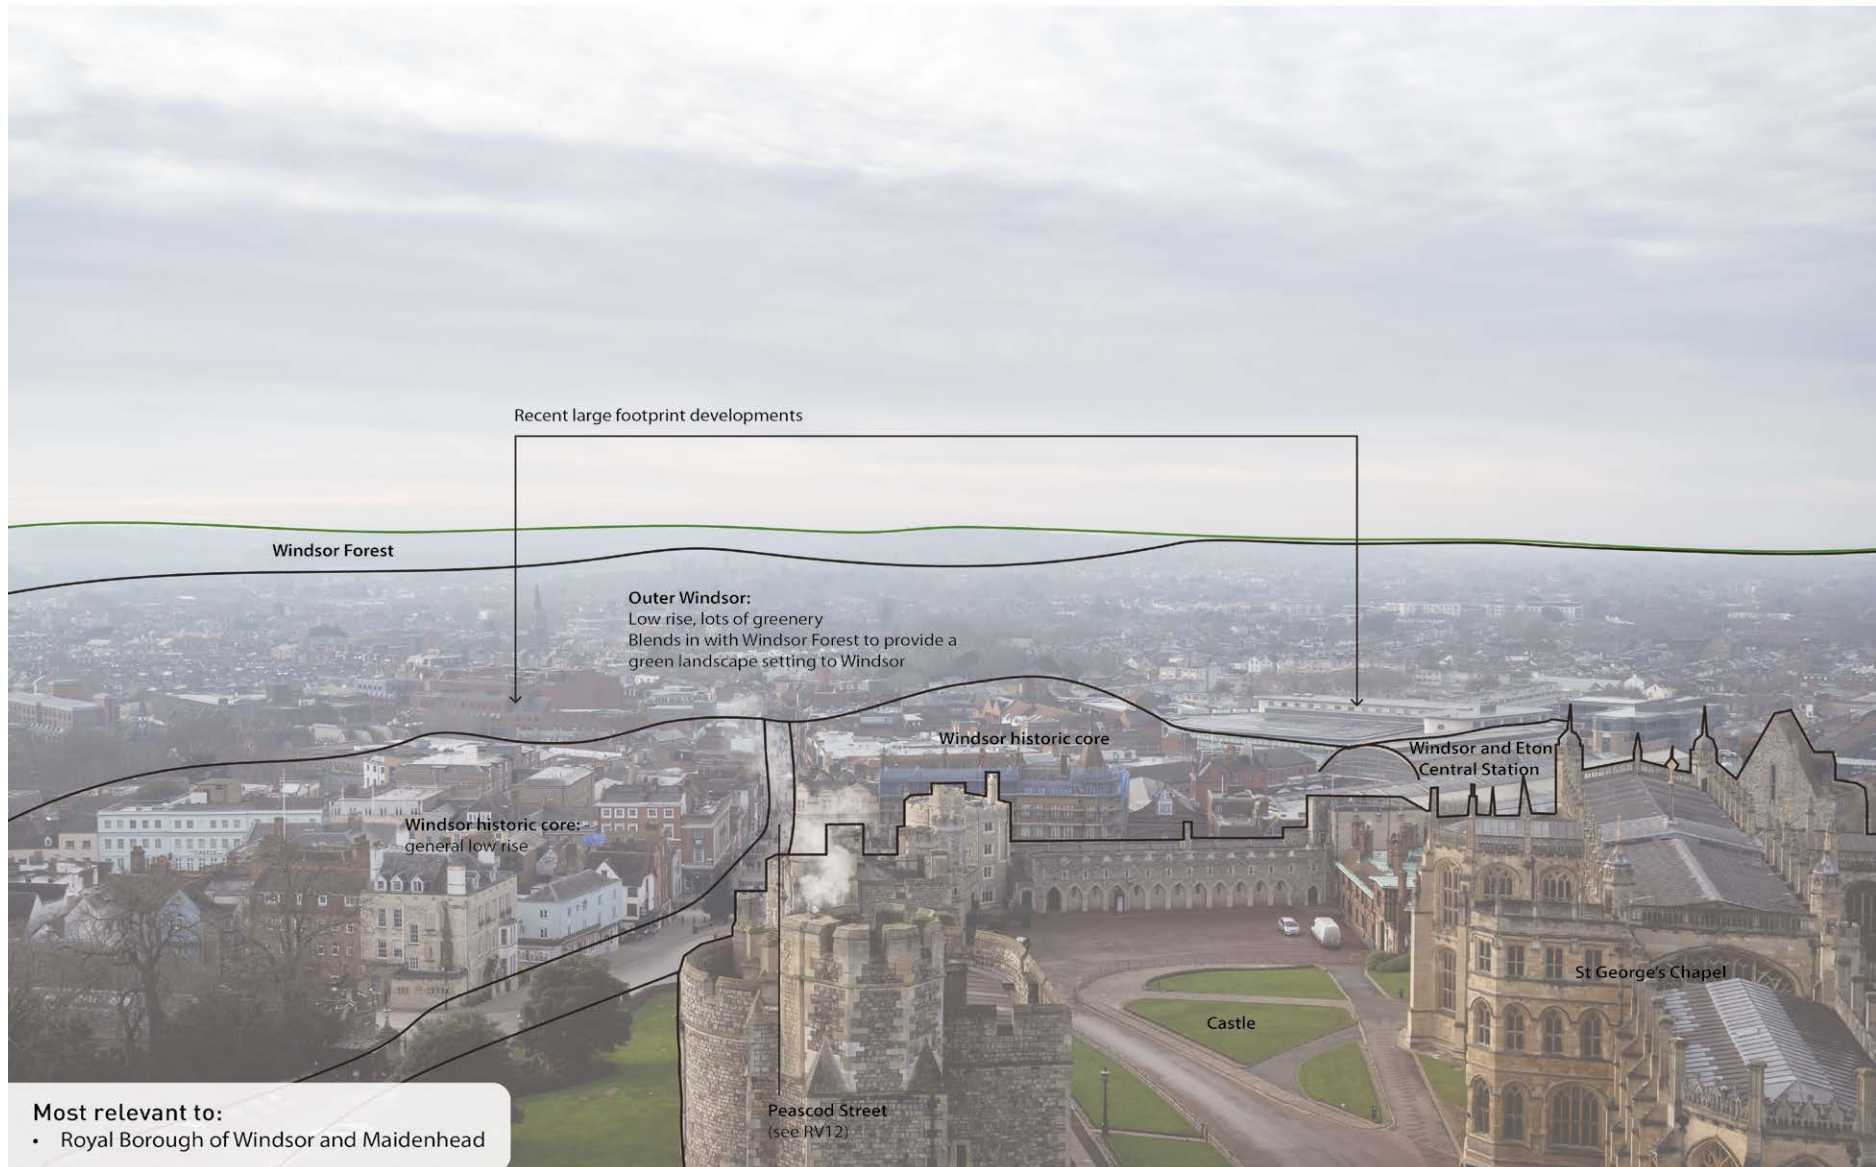 Recent large footprint developments
Windsor Forest
Outer Windsor:
Low rise, lots of greenery
Blends in with Windsor Forest to provide a
green landscape setting to Windsor
Windsor historic core
Windsor and Eton
Central Station
Windsor historic core:
general low rise
St George's Chapel
Castle
Peascod Street
(see RV12)
Most relevant to:
• Royal Borough of Windsor and Maidenhead